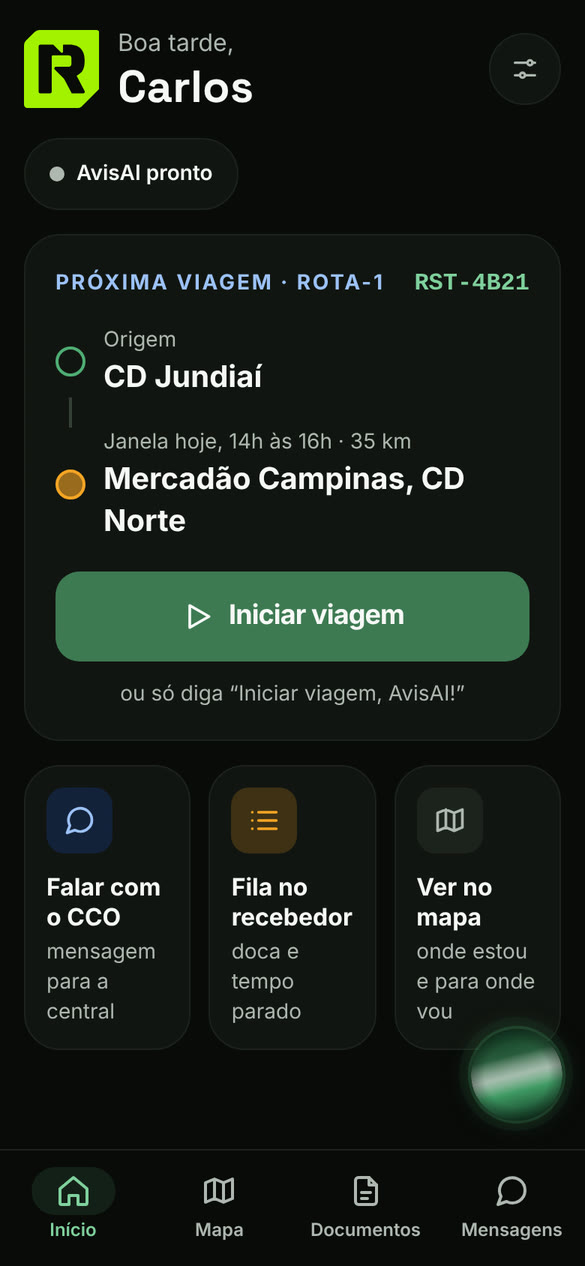 Boa tarde,
Carlos
AvisAI pronto
PRÓXIMA VIAGEM · ROTA-1 RST-4B21
Origem
CD Jundiaí
Janela hoje, 14h às 16h · 35 km
Mercadão Campinas, CD
Norte
Iniciar viagem
ou só diga “Iniciar viagem, AvisAI!”
Falar com
o CCO
mensagem
para a
central
Fila no
recebedor
doca e
tempo
parado
Ver no
mapa
onde estou
e para onde
vou
Início Mapa Documentos Mensagens